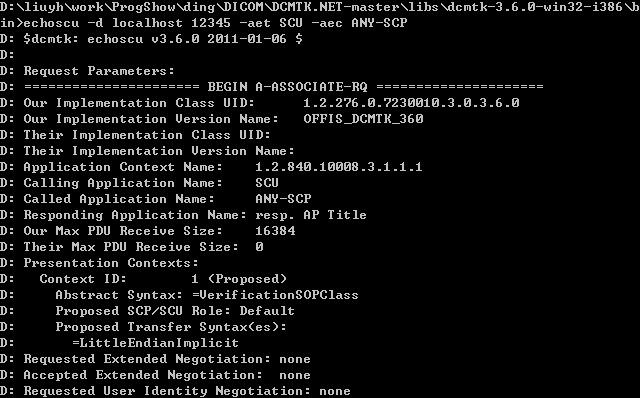 D:\liuyh\work\ProgShow\ding\DICOM\DCMTK.NET-master\libs\dcmtk-3.6.0-win32-i386\b
in>echoscu -d localhost 12345 -aet SCU -aec ANY-SCP
D: $dcmtk: echoscu v3.6.0 2011-01-06 $
D:
D: Request Parameters:
D: ====================== BEGIN A-ASSOCIATE-RQ =====================
D: Our Implementation Class UID:      1.2.276.0.7230010.3.0.3.6.0
D: Our Implementation Version Name:   OFFIS_DCMTK_360
D: Their Implementation Class UID:
D: Their Implementation Version Name:
D: Application Context Name:    1.2.840.10008.3.1.1.1
D: Calling Application Name:    SCU
D: Called Application Name:     ANY-SCP
D: Responding Application Name: resp. AP Title
D: Our Max PDU Receive Size:    16384
D: Their Max PDU Receive Size:  0
D: Presentation Contexts:
D:   Context ID:        1 (Proposed)
D:     Abstract Syntax: =VerificationSOPClass
D:     Proposed SCP/SCU Role: Default
D:     Proposed Transfer Syntax(es):
D:       =LittleEndianImplicit
D: Requested Extended Negotiation: none
D: Accepted Extended Negotiation:  none
D: Requested User Identity Negotiation: none